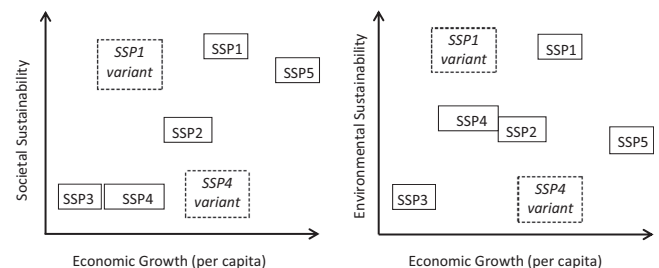 Societal Sustainability
SSP1
variant
SSP1
SSP5
SSP2
SSP3
SSP4
SSP4
variant
Economic Growth (per capita)
Environmental Sustainability
SSP1
variant
SSP1
SSP4
SSP2
SSP5
SSP3
SSP4
variant
Economic Growth (per capita)